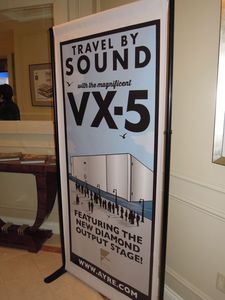 TRAVEL BY
SOUND
with the magnificent
VX-5
FEATURING THE
NEW DIAMOND
OUTPUT STAGE!
WWW.AYRE.COM